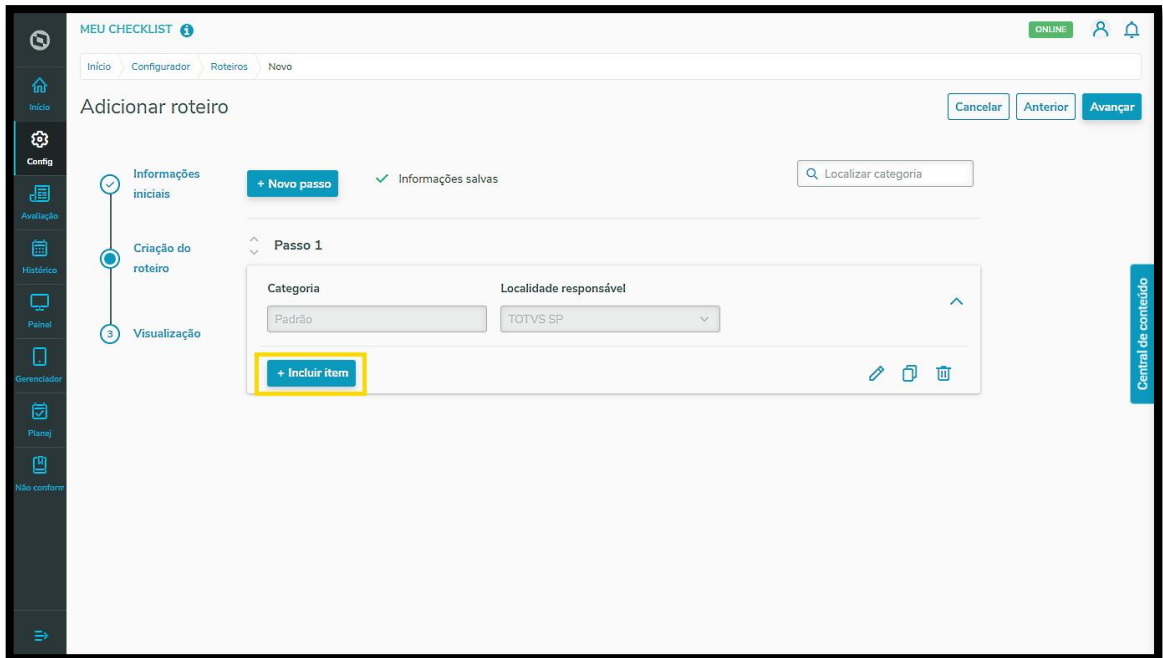 MEU CHECKLIST
ONLINE
Início
Configurador
Roteiros
Novo
Adicionar roteiro
Cancelar
Anterior
Avançar
Início
Config
Avaliação
Histórico
Painel
Gerenciador
Planej
Não conform
Informações
iniciais
Criação do
roteiro
3
Visualização
+ Novo passo
Informações salvas
Localizar categoria
Passo 1
Categoria
Localidade responsável
Padrão
TOTVS SP
+ Incluir item
Central de conteúdo